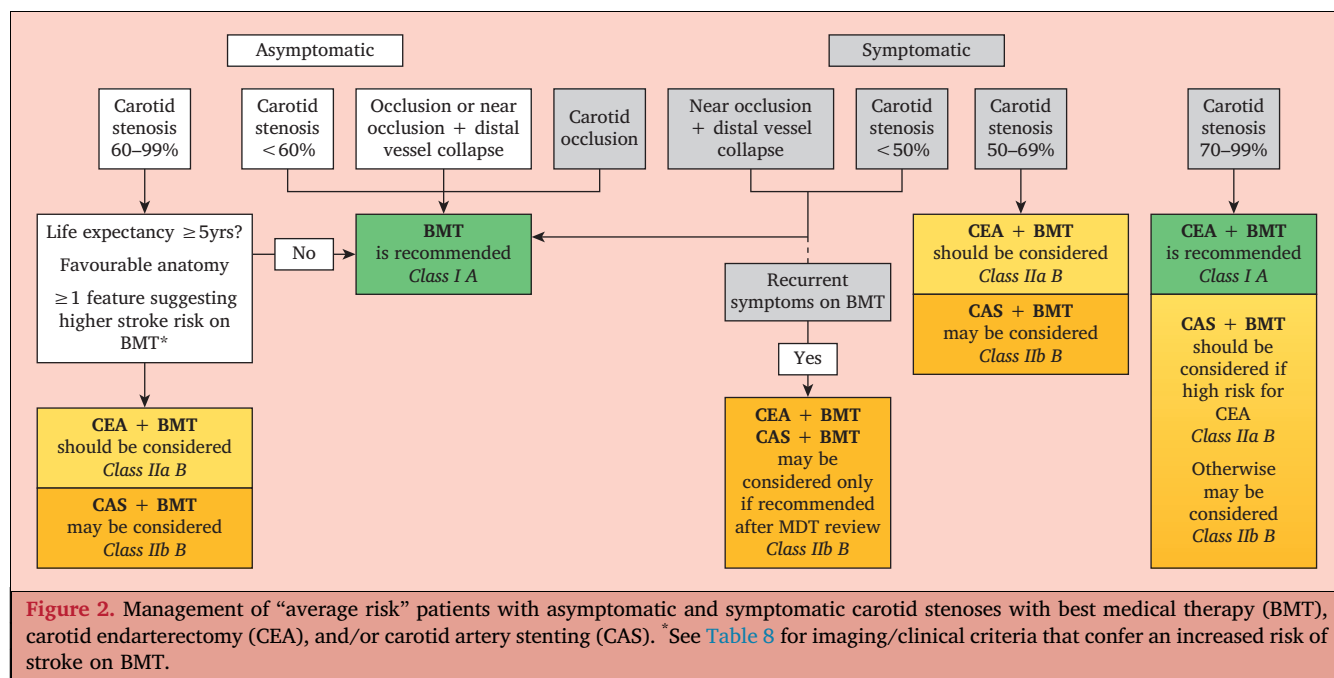 Asymptomatic
Symptomatic
Carotid
stenosis
60–99%
Carotid
stenosis
<60%
Occlusion or near
occlusion + distal
vessel collapse
Carotid
occlusion
Near occlusion
+ distal vessel
collapse
Carotid
stenosis
<50%
Carotid
stenosis
50–69%
Carotid
stenosis
70–99%
Life expectancy ≥5yrs?
Favourable anatomy
≥1 feature suggesting
higher stroke risk on
BMT*
No
BMT
is recommended
Class I A
Recurrent
symptoms on BMT
Yes
CEA + BMT
should be considered
Class IIa B
CAS + BMT
may be considered
Class IIb B
CEA + BMT
CAS + BMT
may be
considered only
if recommended
after MDT review
Class IIb B
CEA + BMT
should be considered
Class IIa B
CAS + BMT
may be considered
Class IIb B
CEA + BMT
is recommended
Class I A
CAS + BMT
should be
considered if
high risk for
CEA
Class IIa B
Otherwise
may be
considered
Class IIb B
Figure 2. Management of “average risk” patients with asymptomatic and symptomatic carotid stenoses with best medical therapy (BMT),
carotid endarterectomy (CEA), and/or carotid artery stenting (CAS). *See Table 8 for imaging/clinical criteria that confer an increased risk of
stroke on BMT.